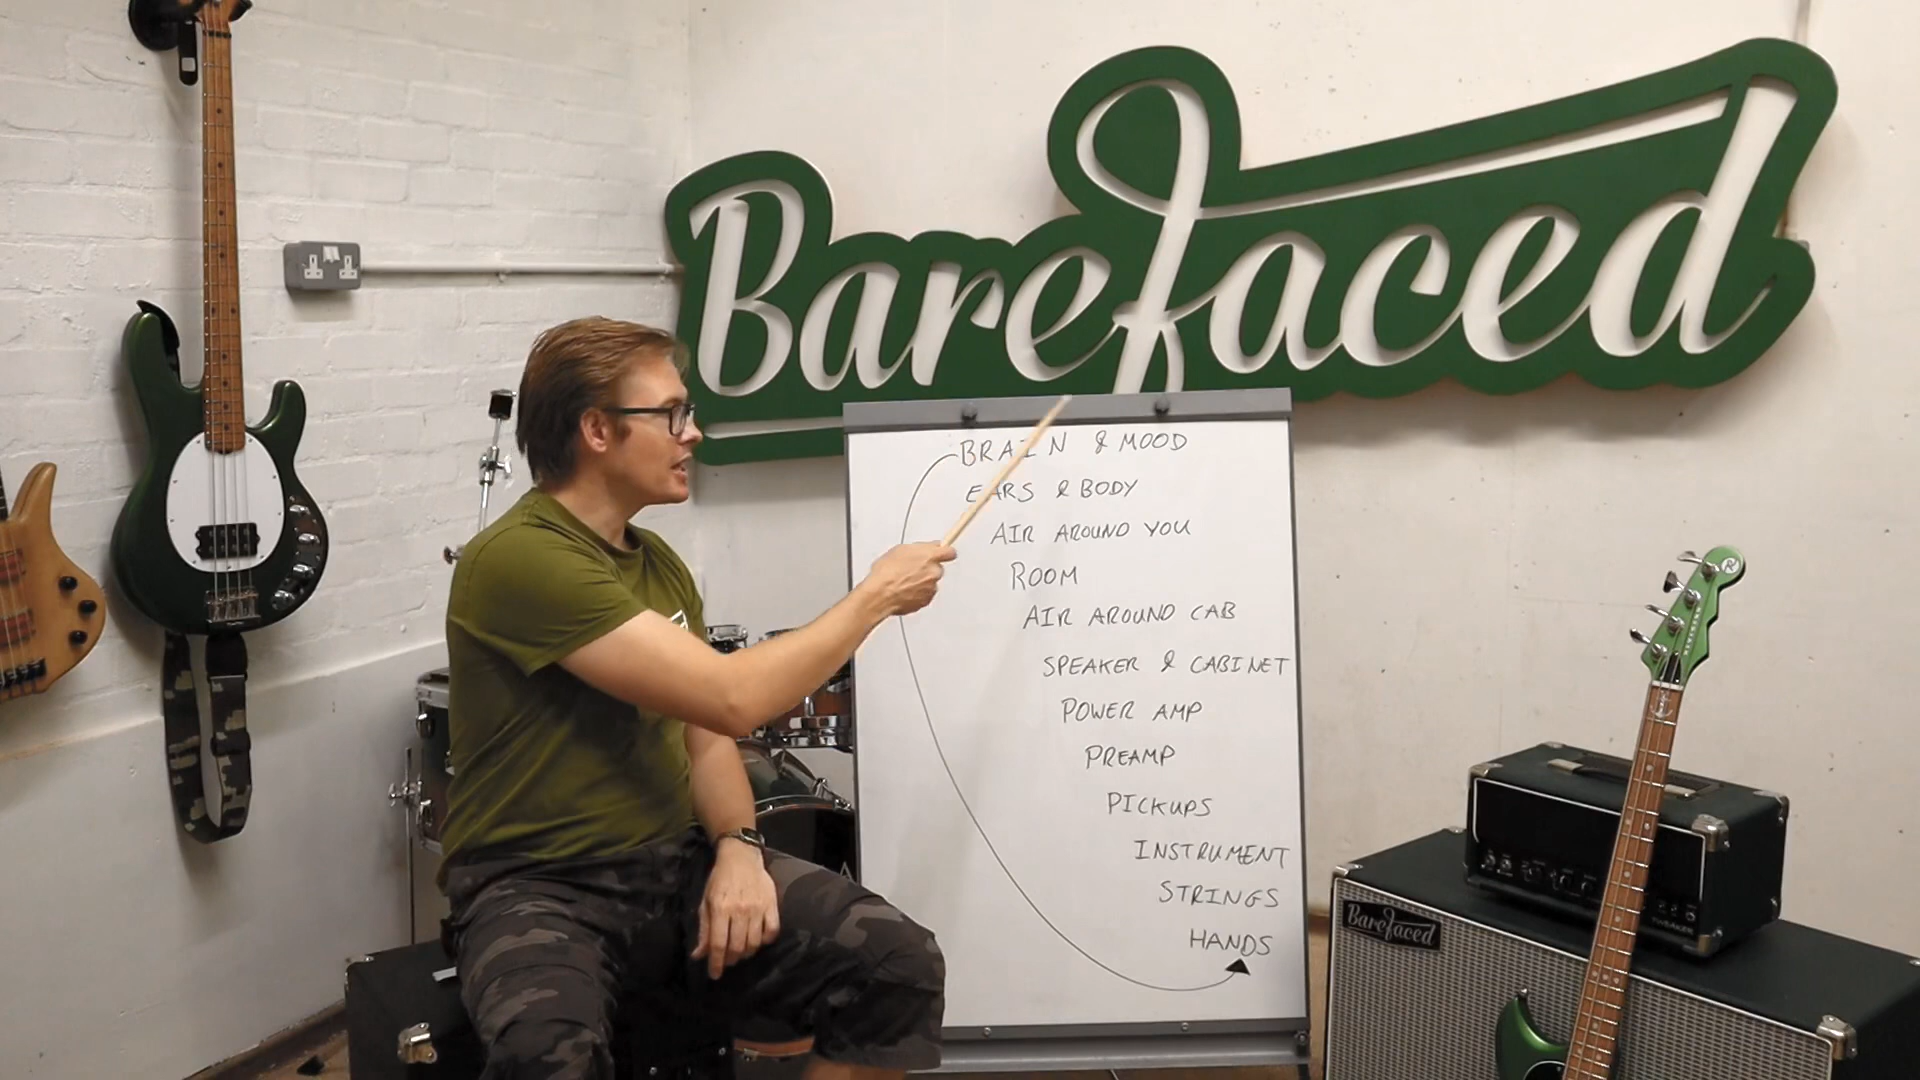 Barefaced
BRAIN & MOOD
EARS & BODY
AIR AROUND YOU
ROOM
AIR AROUND CAB
SPEAKER & CABINET
POWER AMP
PREAMP
PICKUPS
INSTRUMENT
STRINGS
HANDS
Barefaced